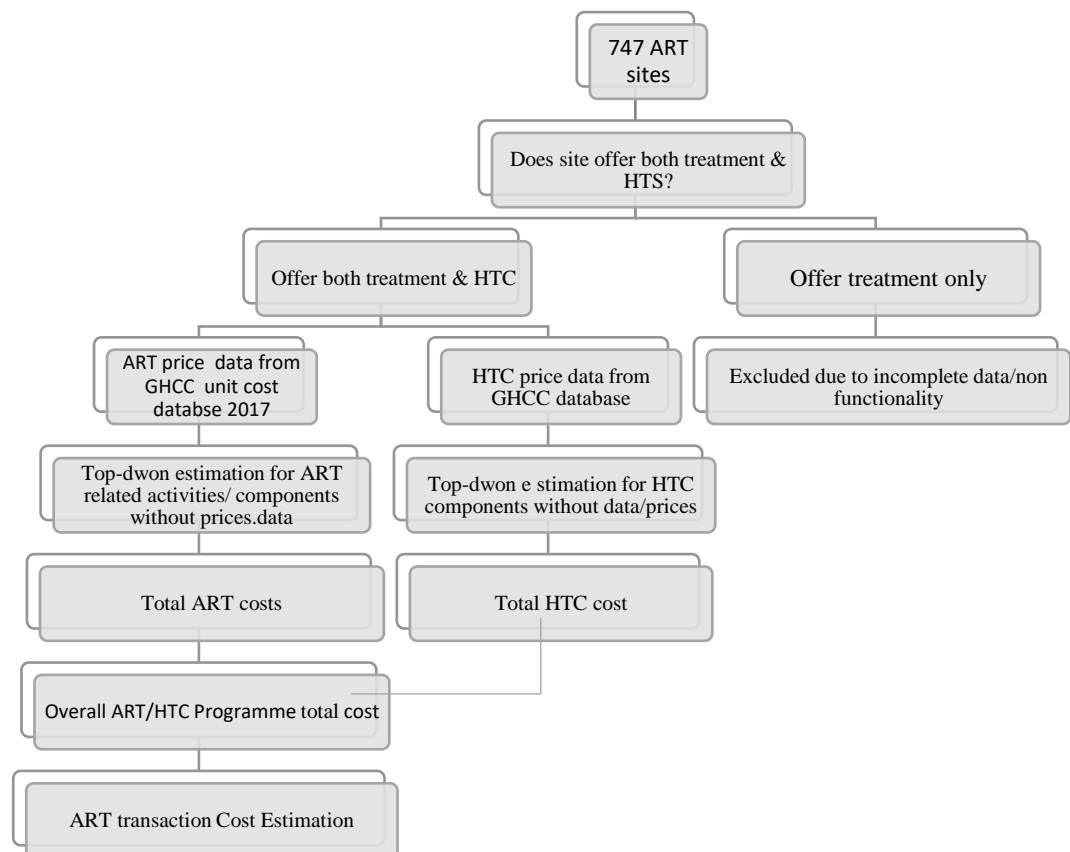 747 ART
sites
Does site offer both treatment &
HTS?
Offer both treatment & HTC
Offer treatment only
ART price data from
GHCC unit cost
databse 2017
HTC price data from
GHCC database
Excluded due to incomplete data/non
functionality
Top-dwon estimation for ART
related activities/ components
without prices.data
Top-dwon e stimation for HTC
components without data/prices
Total ART costs
Total HTC cost
Overall ART/HTC Programme total cost
ART transaction Cost Estimation